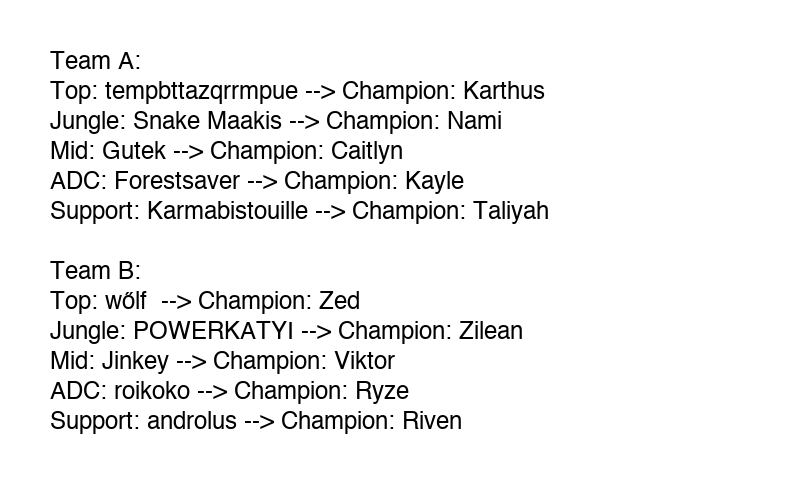 Team A:
Top: tempbttazqrrmpue --> Champion: Karthus
Jungle: Snake Maakis --> Champion: Nami
Mid: Gutek --> Champion: Caitlyn
ADC: Forestsaver --> Champion: Kayle
Support: Karmabistouille --> Champion: Taliyah
Team B:
Top: wőlf  --> Champion: Zed
Jungle: POWERKATYI --> Champion: Zilean
Mid: Jinkey --> Champion: Viktor
ADC: roikoko --> Champion: Ryze
Support: androlus --> Champion: Riven